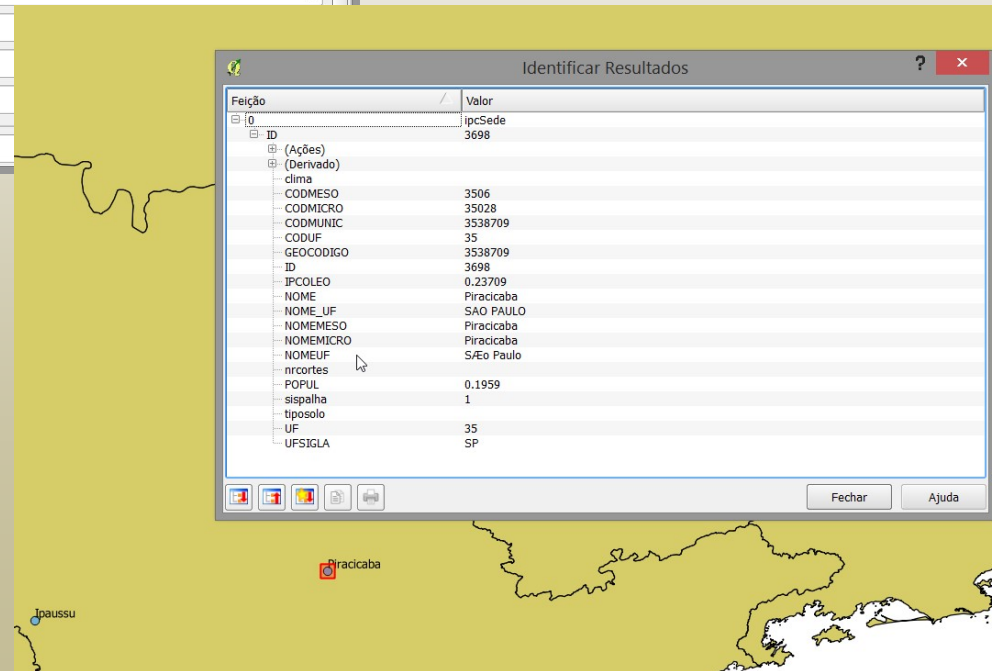 Identificar Resultados
? ×
Feição Valor
0 ipcSede
ID 3698
(Ações)
(Derivado)
clima
CODMESO 3506
CODMICRO 35028
CODMUNIC 3538709
CODUF 35
GEOCODIGO 3538709
ID 3698
IPCOLEO 0.23709
NOME Piracicaba
NOME_UF SAO PAULO
NOMEMESO Piracicaba
NOMEMICRO Piracicaba
NOMEUF SÆo Paulo
nrcortes
POPUL 0.1959
sispalha 1
tiposolo
UF 35
UFSIGLA SP
Fechar Ajuda
Piracicaba
Ipaussu